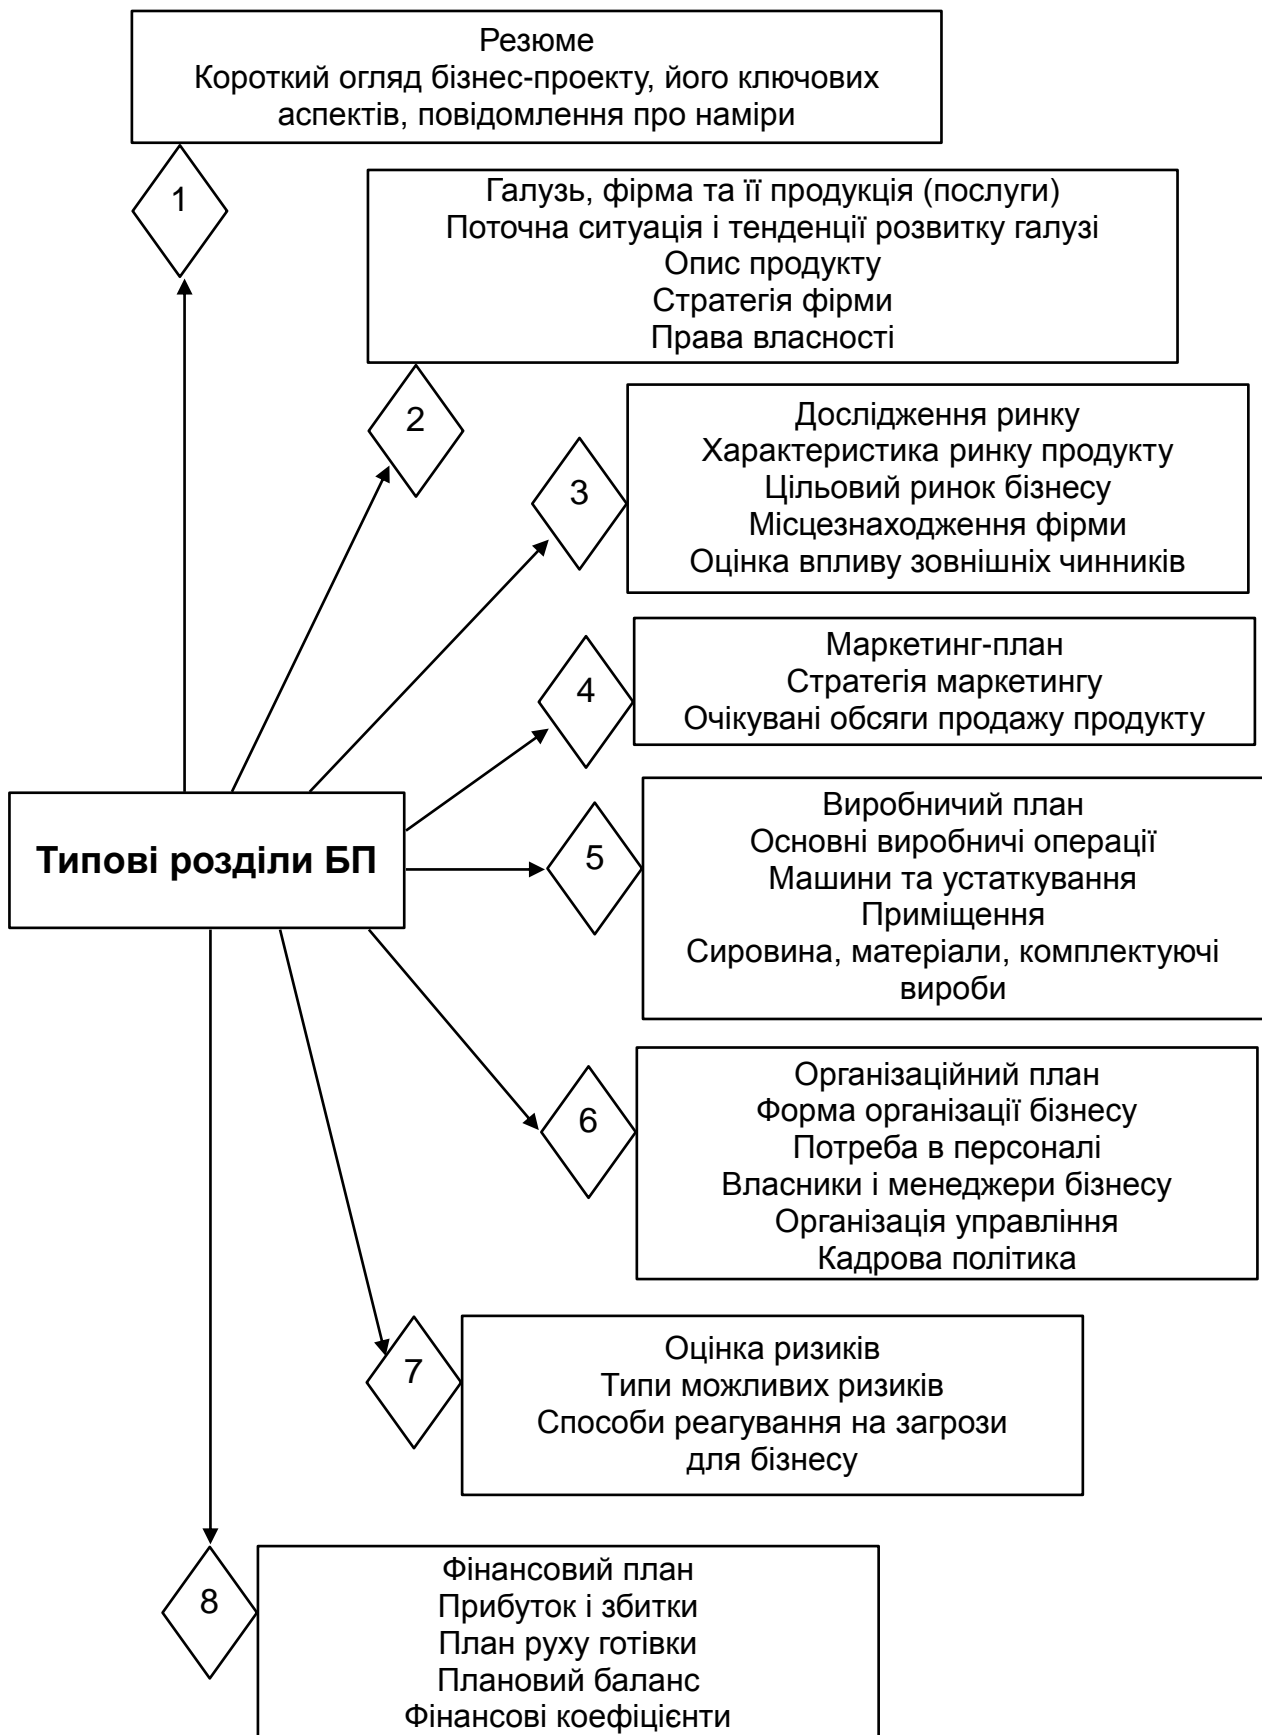 Резюме
Короткий огляд бізнес-проекту, його ключових
аспектів, повідомлення про наміри
1
Галузь, фірма та її продукція (послуги)
Поточна ситуація і тенденції розвитку галузі
Опис продукту
Стратегія фірми
Права власності
2
Дослідження ринку
Характеристика ринку продукту
Цільовий ринок бізнесу
Місцезнаходження фірми
Оцінка впливу зовнішніх чинників
3
Маркетинг-план
Стратегія маркетингу
Очікувані обсяги продажу продукту
4
Типові розділи БП
Виробничий план
Основні виробничі операції
Машини та устаткування
Приміщення
Сировина, матеріали, комплектуючі
вироби
5
Організаційний план
Форма організації бізнесу
Потреба в персоналі
Власники і менеджери бізнесу
Організація управління
Кадрова політика
6
Оцінка ризиків
Типи можливих ризиків
Способи реагування на загрози
для бізнесу
7
Фінансовий план
Прибуток і збитки
План руху готівки
Плановий баланс
Фінансові коефіцієнти
8